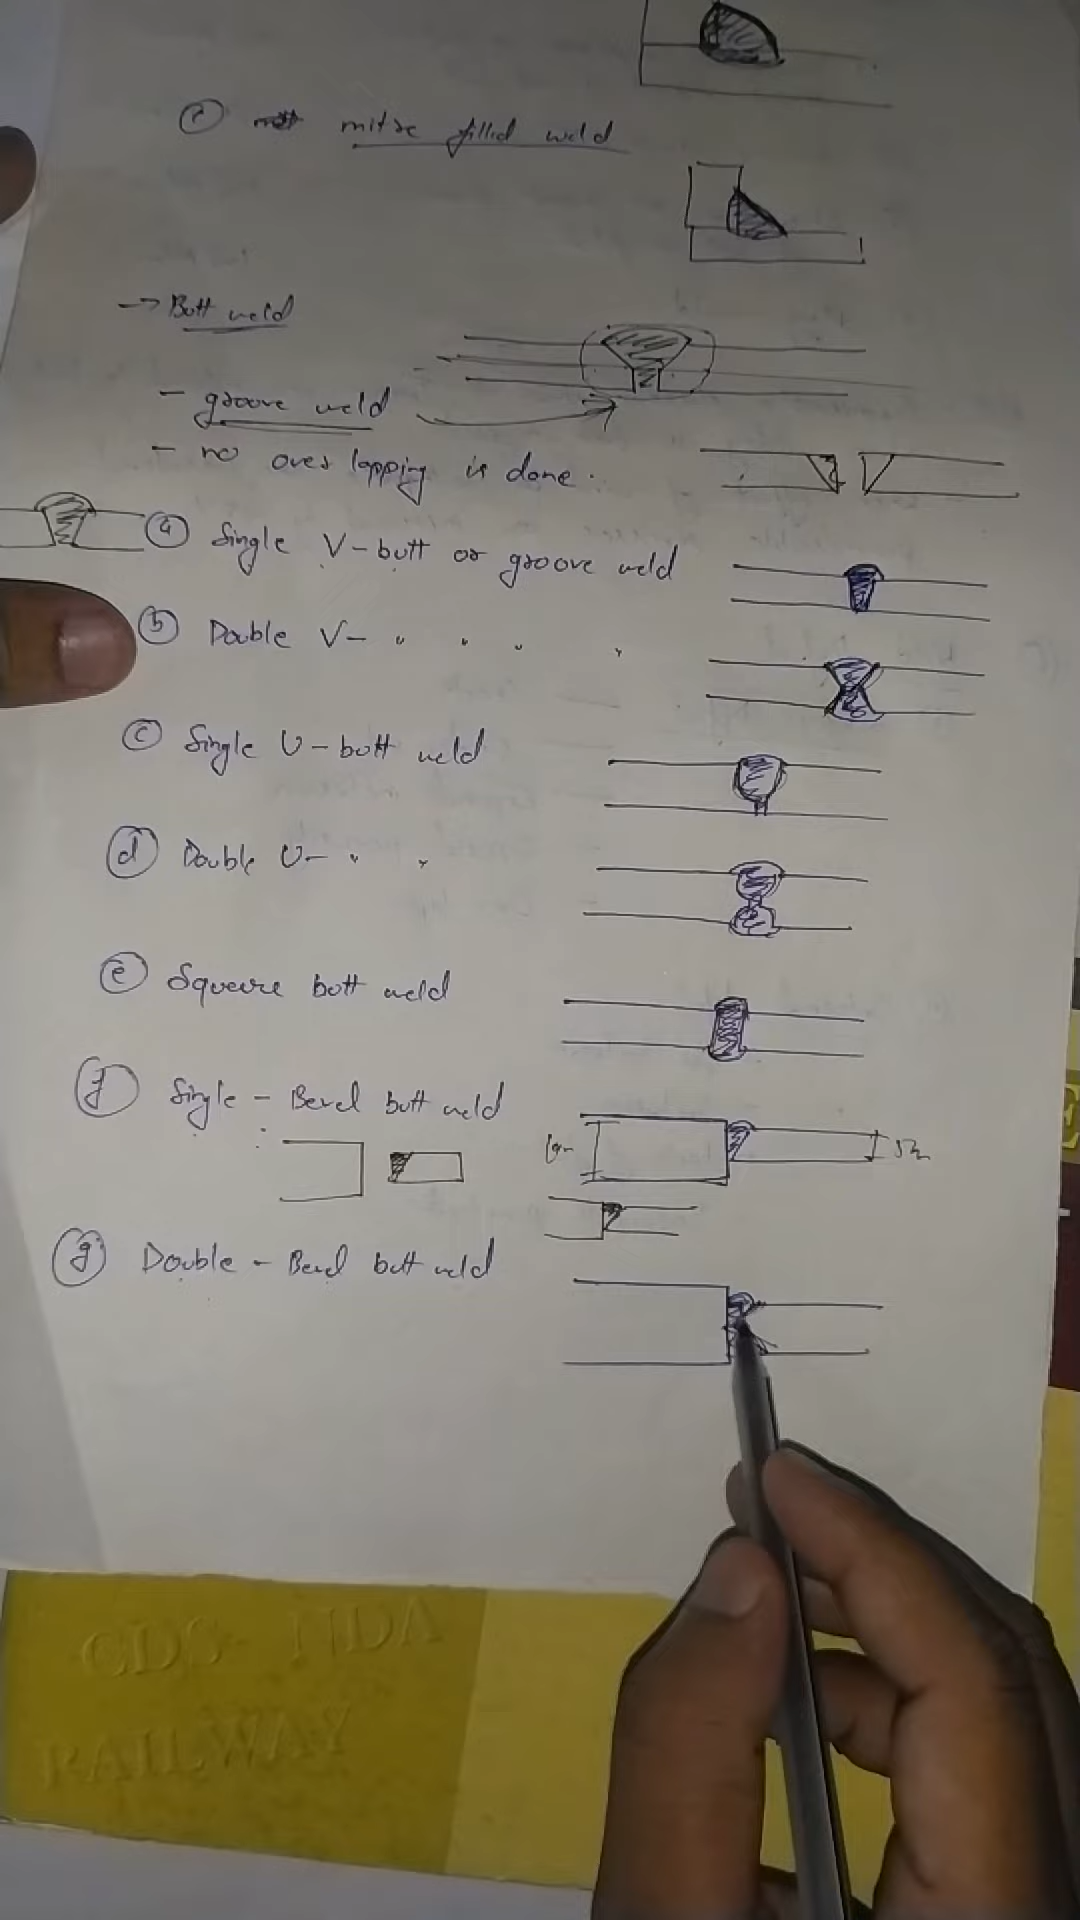 (c) mitre filled weld
→ Butt weld
- groove weld
- no over lapping is done.
(a) Single V-butt or groove weld
(b) Double V- " " " "
(c) Single U-butt weld
(d) Double U- " "
(e) Squeure butt weld
(f) Single - Bevel butt weld
(g) Double - Bevel butt weld
CDS- NDA
RAILWAY
E